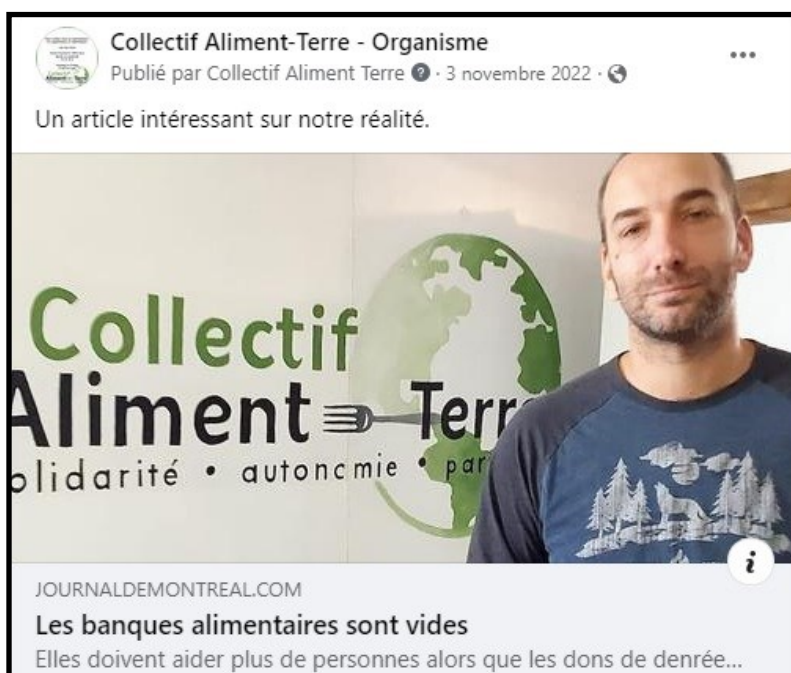 Collectif Aliment-Terre - Organisme
Publié par Collectif Aliment Terre · 3 novembre 2022 ·
Un article intéressant sur notre réalité.
Collectif
Aliment Terr
olidarité • autonomie • par
JOURNALDEMONTREAL.COM
Les banques alimentaires sont vides
Elles doivent aider plus de personnes alors que les dons de denrée...